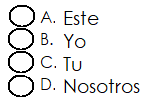 A. Este
B. Yo
C. Tu
D. Nosotros